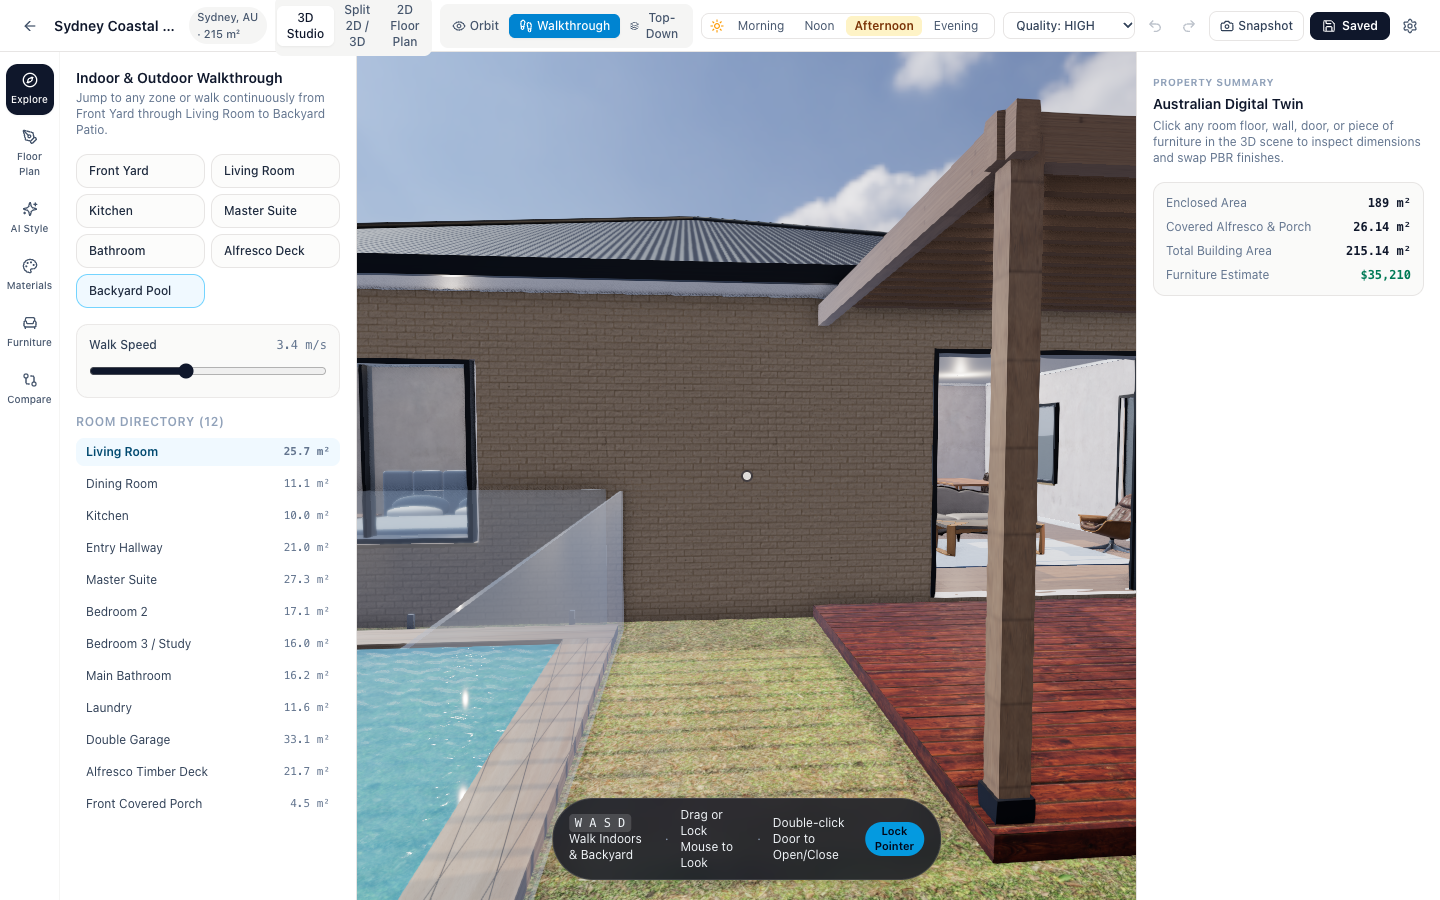 Sydney Coastal ...
Sydney, AU
· 215 m²
3D
Studio
Split
2D /
3D
2D
Floor
Plan
Orbit
Walkthrough
Top-
Down
Morning
Noon
Afternoon
Evening
Quality: HIGH
Snapshot
Saved
Explore
Floor
Plan
AI Style
Materials
Furniture
Compare
Indoor & Outdoor Walkthrough
Jump to any zone or walk continuously from
Front Yard through Living Room to Backyard
Patio.
Front Yard
Living Room
Kitchen
Master Suite
Bathroom
Alfresco Deck
Backyard Pool
Walk Speed 3.4 m/s
ROOM DIRECTORY (12)
Living Room 25.7 m²
Dining Room 11.1 m²
Kitchen 10.0 m²
Entry Hallway 21.0 m²
Master Suite 27.3 m²
Bedroom 2 17.1 m²
Bedroom 3 / Study 16.0 m²
Main Bathroom 16.2 m²
Laundry 11.6 m²
Double Garage 33.1 m²
Alfresco Timber Deck 21.7 m²
Front Covered Porch 4.5 m²
W A S D
Walk Indoors
& Backyard
·
Drag or
Lock
Mouse to
Look
·
Double-click
Door to
Open/Close
Lock
Pointer
PROPERTY SUMMARY
Australian Digital Twin
Click any room floor, wall, door, or piece of
furniture in the 3D scene to inspect dimensions
and swap PBR finishes.
Enclosed Area 189 m²
Covered Alfresco & Porch 26.14 m²
Total Building Area 215.14 m²
Furniture Estimate $35,210